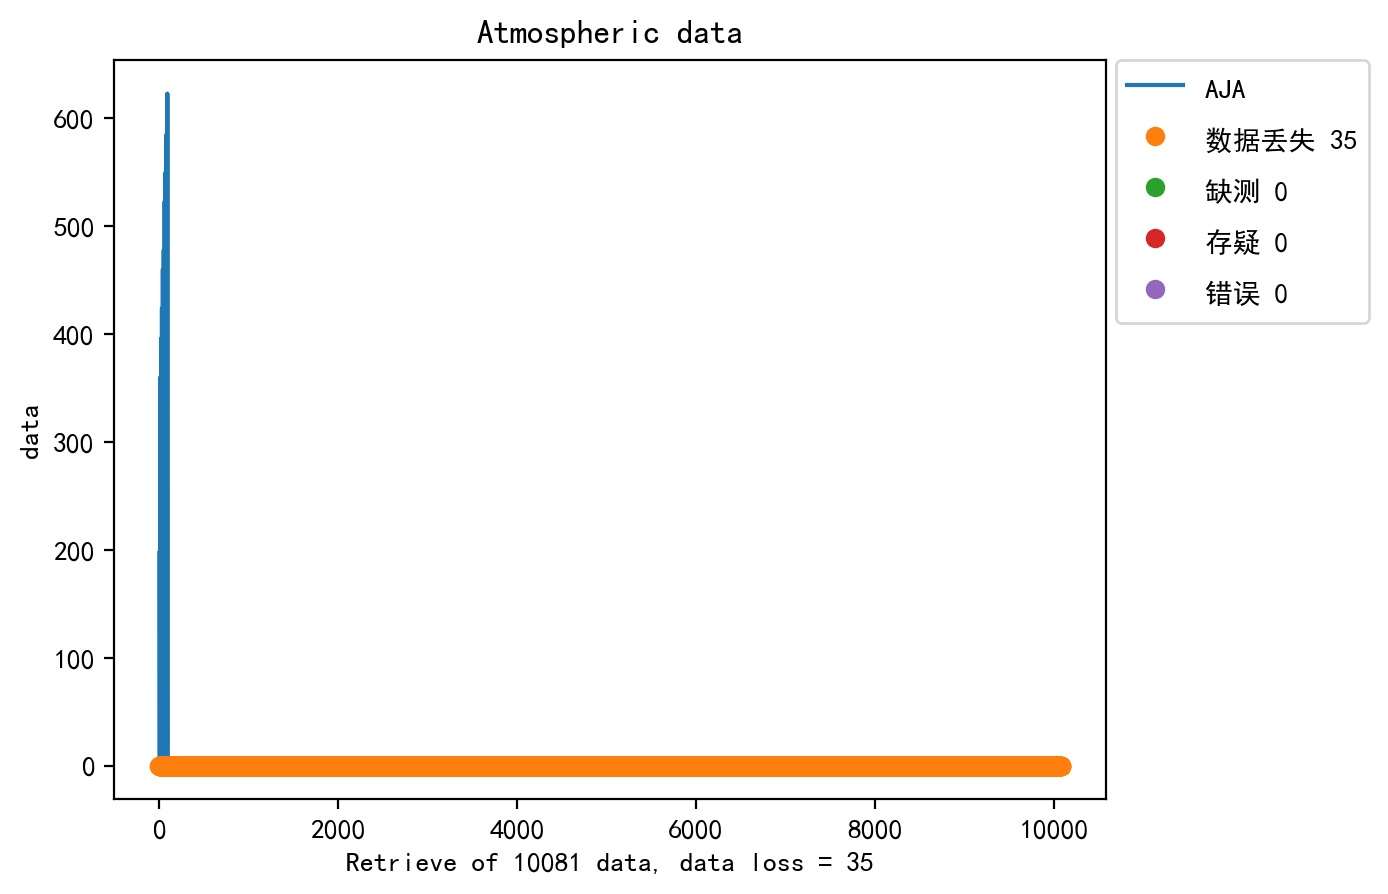 Atmospheric data
AJA
数据丢失 35
缺测 0
存疑 0
错误 0
600
500
400
300
200
100
0
data
0 2000 4000 6000 8000 10000
Retrieve of 10081 data, data loss = 35